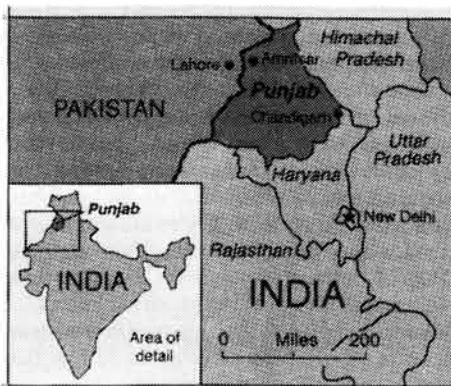 Himachal
Pradesh
Lahore
Amritsar
Punjab
PAKISTAN
Chandigarh
Uttar
Pradesh
Haryana
Punjab
New Delhi
Rajasthan
INDIA
INDIA
Area of
detail
0 Miles 200